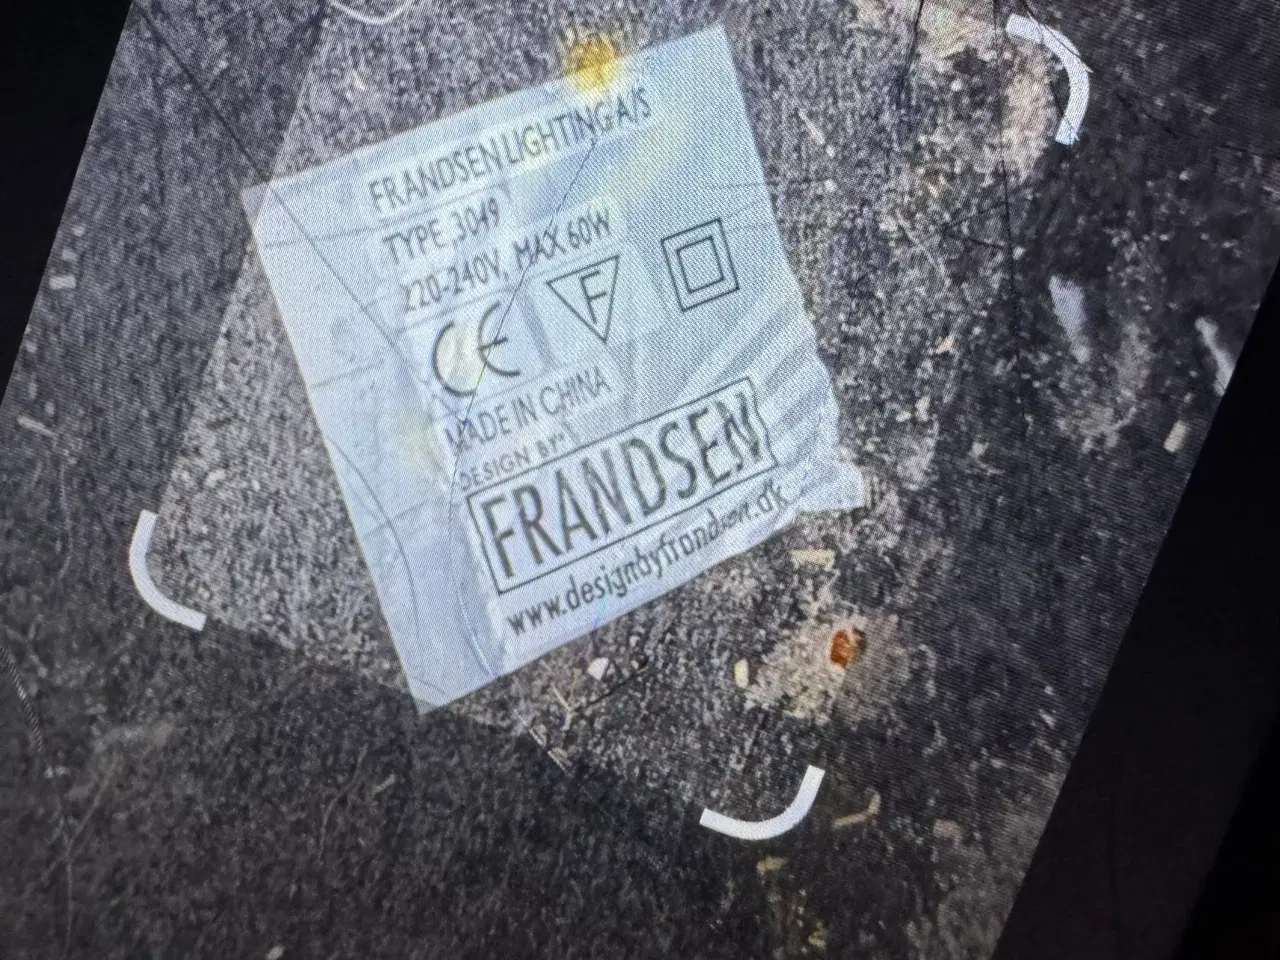 FRANDSEN LIGHTING A/S
TYPE 3049
220-240V, MAX 60W
CE F
MADE IN CHINA
DESIGN BY:
FRANDSEN
www.designbyfrandsen.dk